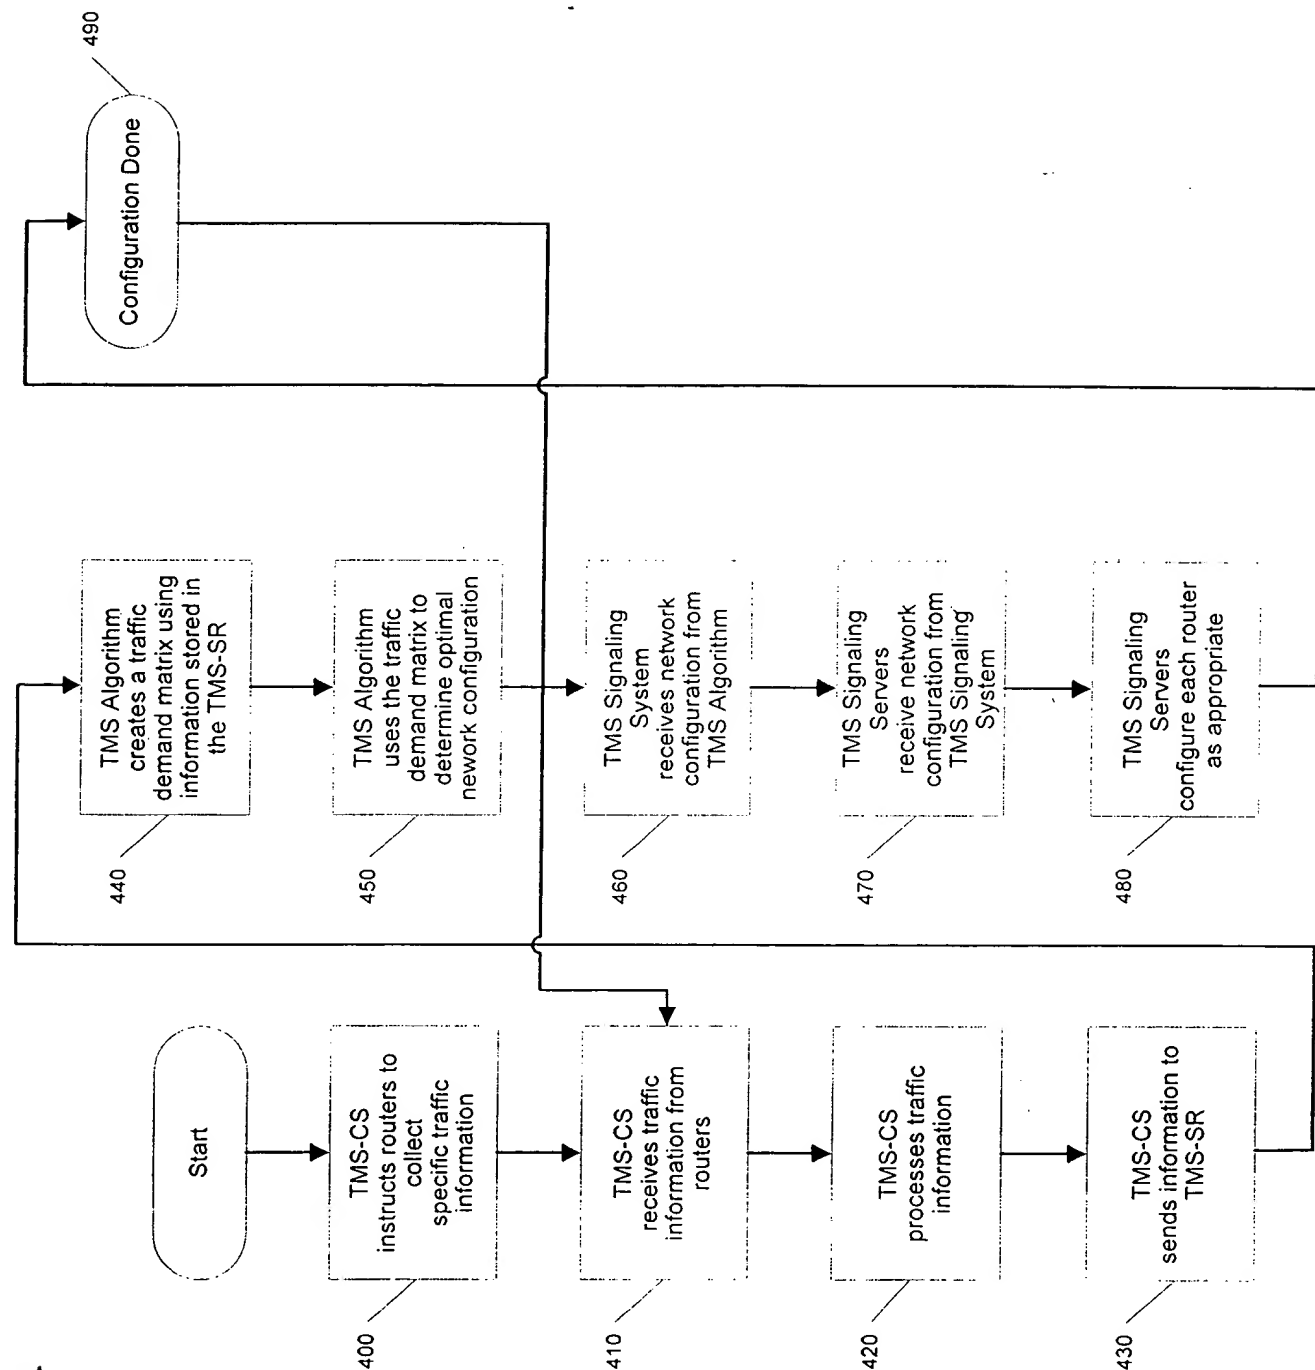 Start
400
TMS-CS
instructs routers to
collect
specific traffic
information
410
TMS-CS
receives traffic
information from
routers
420
TMS-CS
processes traffic
information
430
TMS-CS
sends information to
TMS-SR
440
TMS Algorithm
creates a traffic
demand matrix using
information stored in
the TMS-SR
450
TMS Algorithm
uses the traffic
demand matrix to
determine optimal
nework configuration
460
TMS Signaling
System
receives network
configuration from
TMS Algorithm
470
TMS Signaling
Servers
receive network
configuration from
TMS Signaling
System
480
TMS Signaling
Servers
configure each router
as appropriate
490
Configuration Done